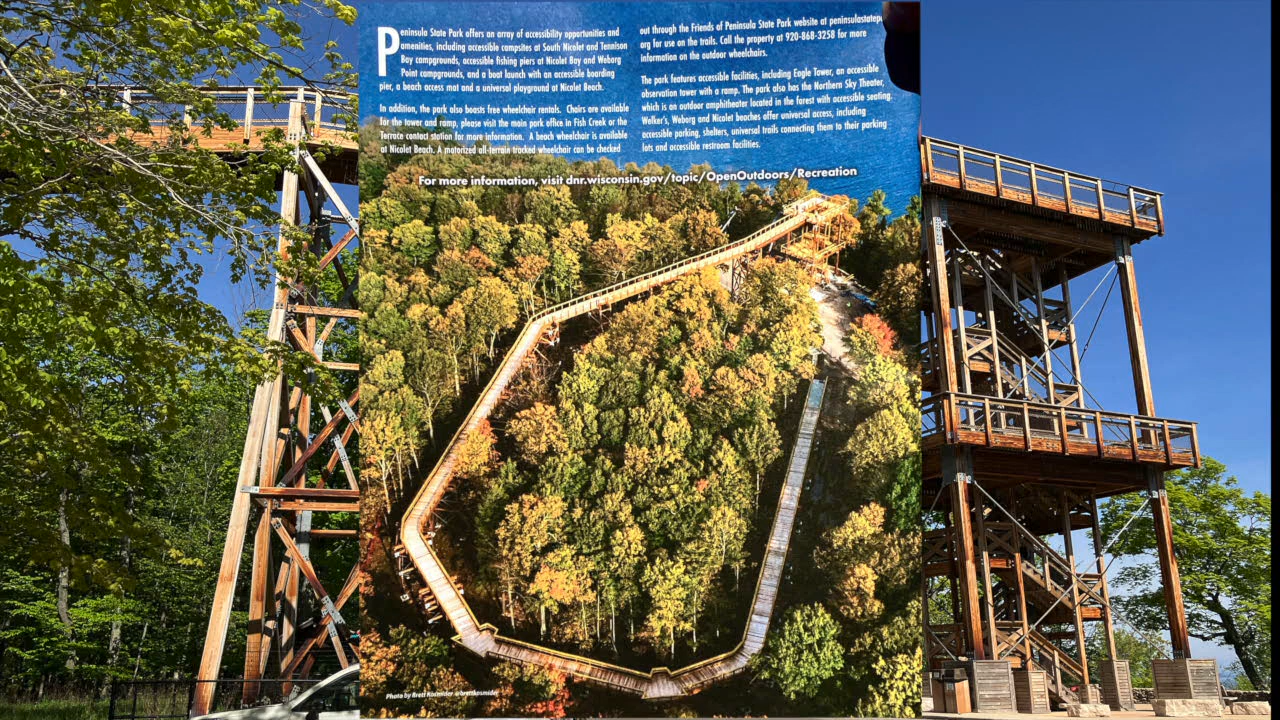 Peninsula State Park offers an array of accessibility opportunities and
amenities, including accessible campsites at South Nicolet and Tennison
Bay campgrounds, accessible fishing piers at Nicolet Bay and Weborg
Point campgrounds, and a boat launch with an accessible boarding
pier, a beach access mat and a universal playground at Nicolet Beach.
In addition, the park also boasts free wheelchair rentals. Chairs are available
for the tower and ramp, please visit the main park office in Fish Creek or the
Terrace contact station for more information. A beach wheelchair is available
at Nicolet Beach. A motorized all-terrain tracked wheelchair can be checked
out through the Friends of Peninsula State Park website at peninsulastatep
org for use on the trails. Call the property at 920-868-3258 for more
information on the outdoor wheelchairs.
The park features accessible facilities, including Eagle Tower, an accessible
observation tower with a ramp. The park also has the Northern Sky Theater,
which is an outdoor amphitheater located in the forest with accessible seating.
Welker's, Weborg and Nicolet beaches offer universal access, including
accessible parking, shelters, universal trails connecting them to their parking
lots and accessible restroom facilities.
For more information, visit dnr.wisconsin.gov/topic/OpenOutdoors/Recreation
Photo by Brett Kosmider @brettkosmider